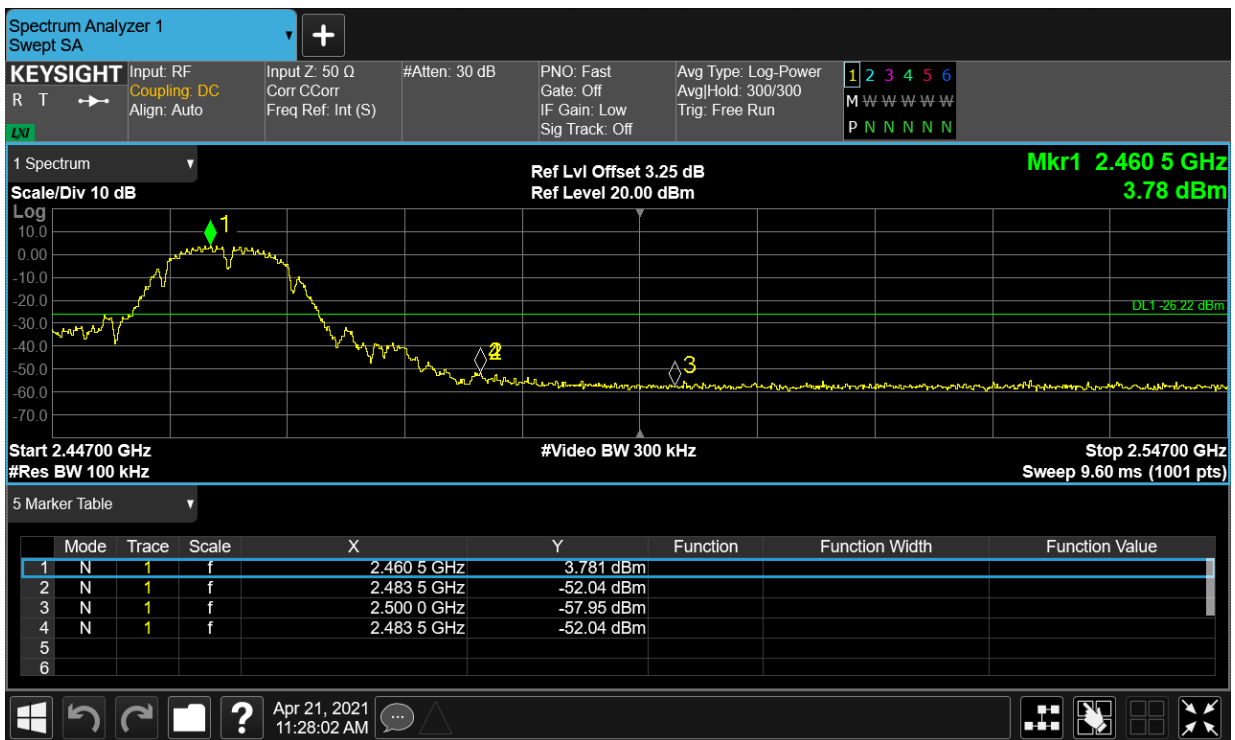 Spectrum Analyzer 1
Swept SA
KEYSIGHT
R T
LXI
Input: RF
Coupling: DC
Align: Auto
Input Z: 50 Ω
Corr CCorr
Freq Ref: Int (S)
#Atten: 30 dB
PNO: Fast
Gate: Off
IF Gain: Low
Sig Track: Off
Avg Type: Log-Power
Avg|Hold: 300/300
Trig: Free Run
1 2 3 4 5 6
M W W W W W
P N N N N N
1 Spectrum
Scale/Div 10 dB
Ref Lvl Offset 3.25 dB
Ref Level 20.00 dBm
Mkr1 2.460 5 GHz
3.78 dBm
Log
10.0
0.00
-10.0
-20.0
-30.0
-40.0
-50.0
-60.0
-70.0
1
2
3
DL1 -26.22 dBm
Start 2.44700 GHz
#Res BW 100 kHz
#Video BW 300 kHz
Stop 2.54700 GHz
Sweep 9.60 ms (1001 pts)
5 Marker Table
Mode Trace Scale X Y Function Function Width Function Value
1 N 1 f 2.460 5 GHz 3.781 dBm
2 N 1 f 2.483 5 GHz -52.04 dBm
3 N 1 f 2.500 0 GHz -57.95 dBm
4 N 1 f 2.483 5 GHz -52.04 dBm
5
6
?
Apr 21, 2021
11:28:02 AM